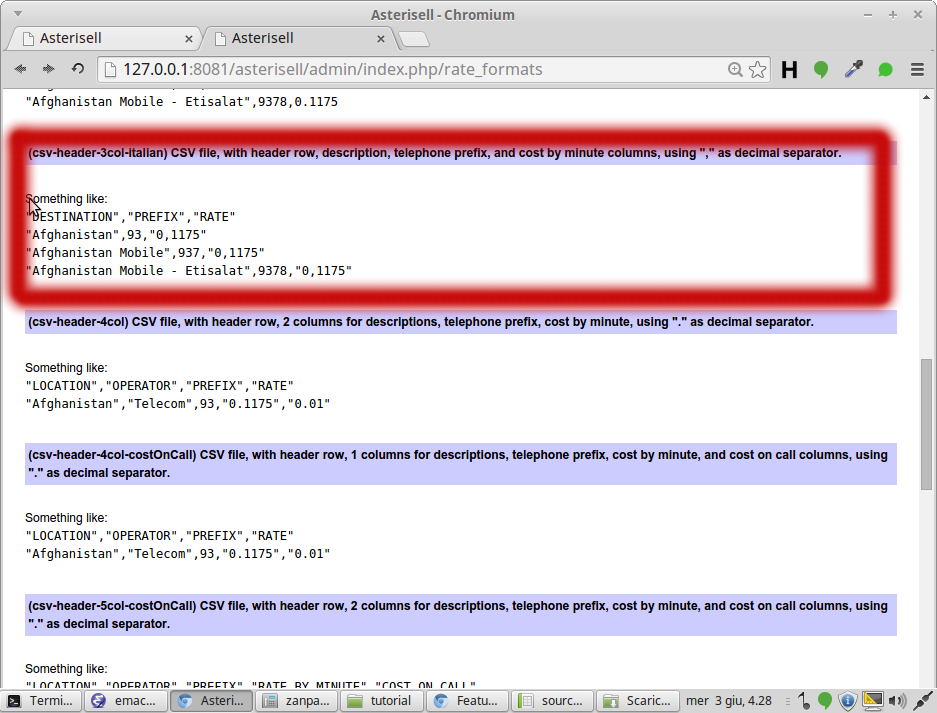 Asterisell - Chromium
Asterisell
Asterisell
127.0.0.1:8081/asterisell/admin/index.php/rate_formats
H
"Afghanistan Mobile - Etisalat",9378,0.1175
(csv-header-3col-italian) CSV file, with header row, description, telephone prefix, and cost by minute columns, using "," as decimal separator.
Something like:
"DESTINATION","PREFIX","RATE"
"Afghanistan",93,"0,1175"
"Afghanistan Mobile",937,"0,1175"
"Afghanistan Mobile - Etisalat",9378,"0,1175"
(csv-header-4col) CSV file, with header row, 2 columns for descriptions, telephone prefix, cost by minute, using "." as decimal separator.
Something like:
"LOCATION","OPERATOR","PREFIX","RATE"
"Afghanistan","Telecom",93,"0.1175","0.01"
(csv-header-4col-costOnCall) CSV file, with header row, 1 columns for descriptions, telephone prefix, cost by minute, and cost on call columns, using
"." as decimal separator.
Something like:
"LOCATION","OPERATOR","PREFIX","RATE"
"Afghanistan","Telecom",93,"0.1175","0.01"
(csv-header-5col-costOnCall) CSV file, with header row, 2 columns for descriptions, telephone prefix, cost by minute, and cost on call columns, using
"." as decimal separator.
Something like:
"LOCATION","OPERATOR","PREFIX","RATE BY MINUTE","COST ON CALL"
Termi... emac... Asteri... zanpa... tutorial Featu... sourc... Scaric... mer 3 giu, 4.28